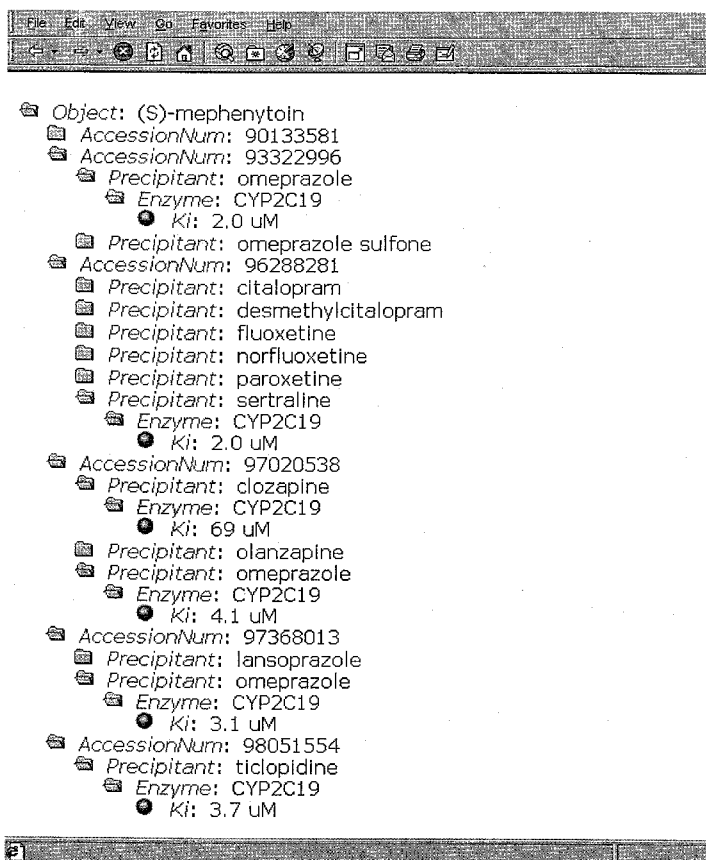 File Edit View Go Favorites Help
Object: (S)-mephenytoin
AccessionNum: 90133581
AccessionNum: 93322996
Precipitant: omeprazole
Enzyme: CYP2C19
Ki: 2.0 uM
Precipitant: omeprazole sulfone
AccessionNum: 96288281
Precipitant: citalopram
Precipitant: desmethylcitalopram
Precipitant: fluoxetine
Precipitant: norfluoxetine
Precipitant: paroxetine
Precipitant: sertraline
Enzyme: CYP2C19
Ki: 2.0 uM
AccessionNum: 97020538
Precipitant: clozapine
Enzyme: CYP2C19
Ki: 69 uM
Precipitant: olanzapine
Precipitant: omeprazole
Enzyme: CYP2C19
Ki: 4.1 uM
AccessionNum: 97368013
Precipitant: lansoprazole
Precipitant: omeprazole
Enzyme: CYP2C19
Ki: 3.1 uM
AccessionNum: 98051554
Precipitant: ticlopidine
Enzyme: CYP2C19
Ki: 3.7 uM